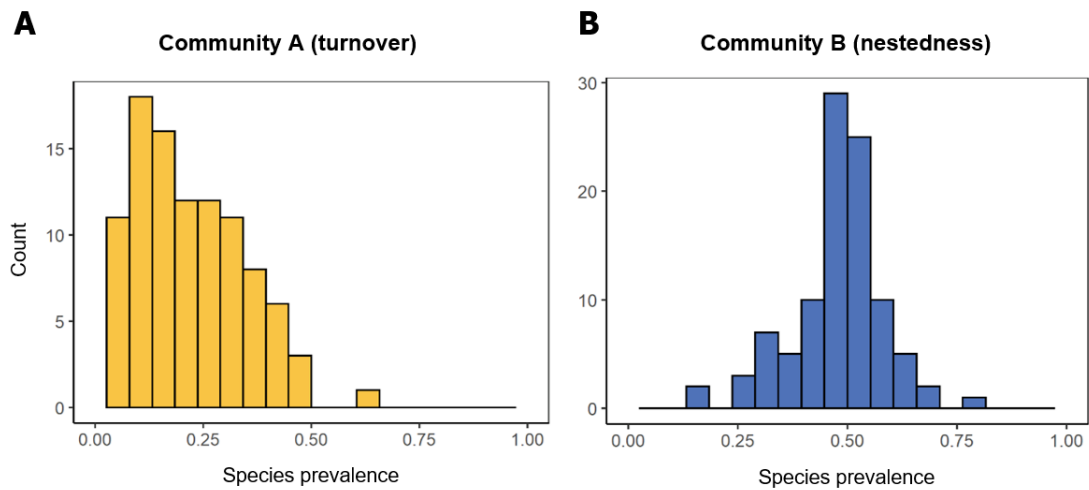 A
Community A (turnover)
15
10
5
0
Count
0.00 0.25 0.50 0.75 1.00
Species prevalence
B
Community B (nestedness)
30
20
10
0
0.00 0.25 0.50 0.75 1.00
Species prevalence